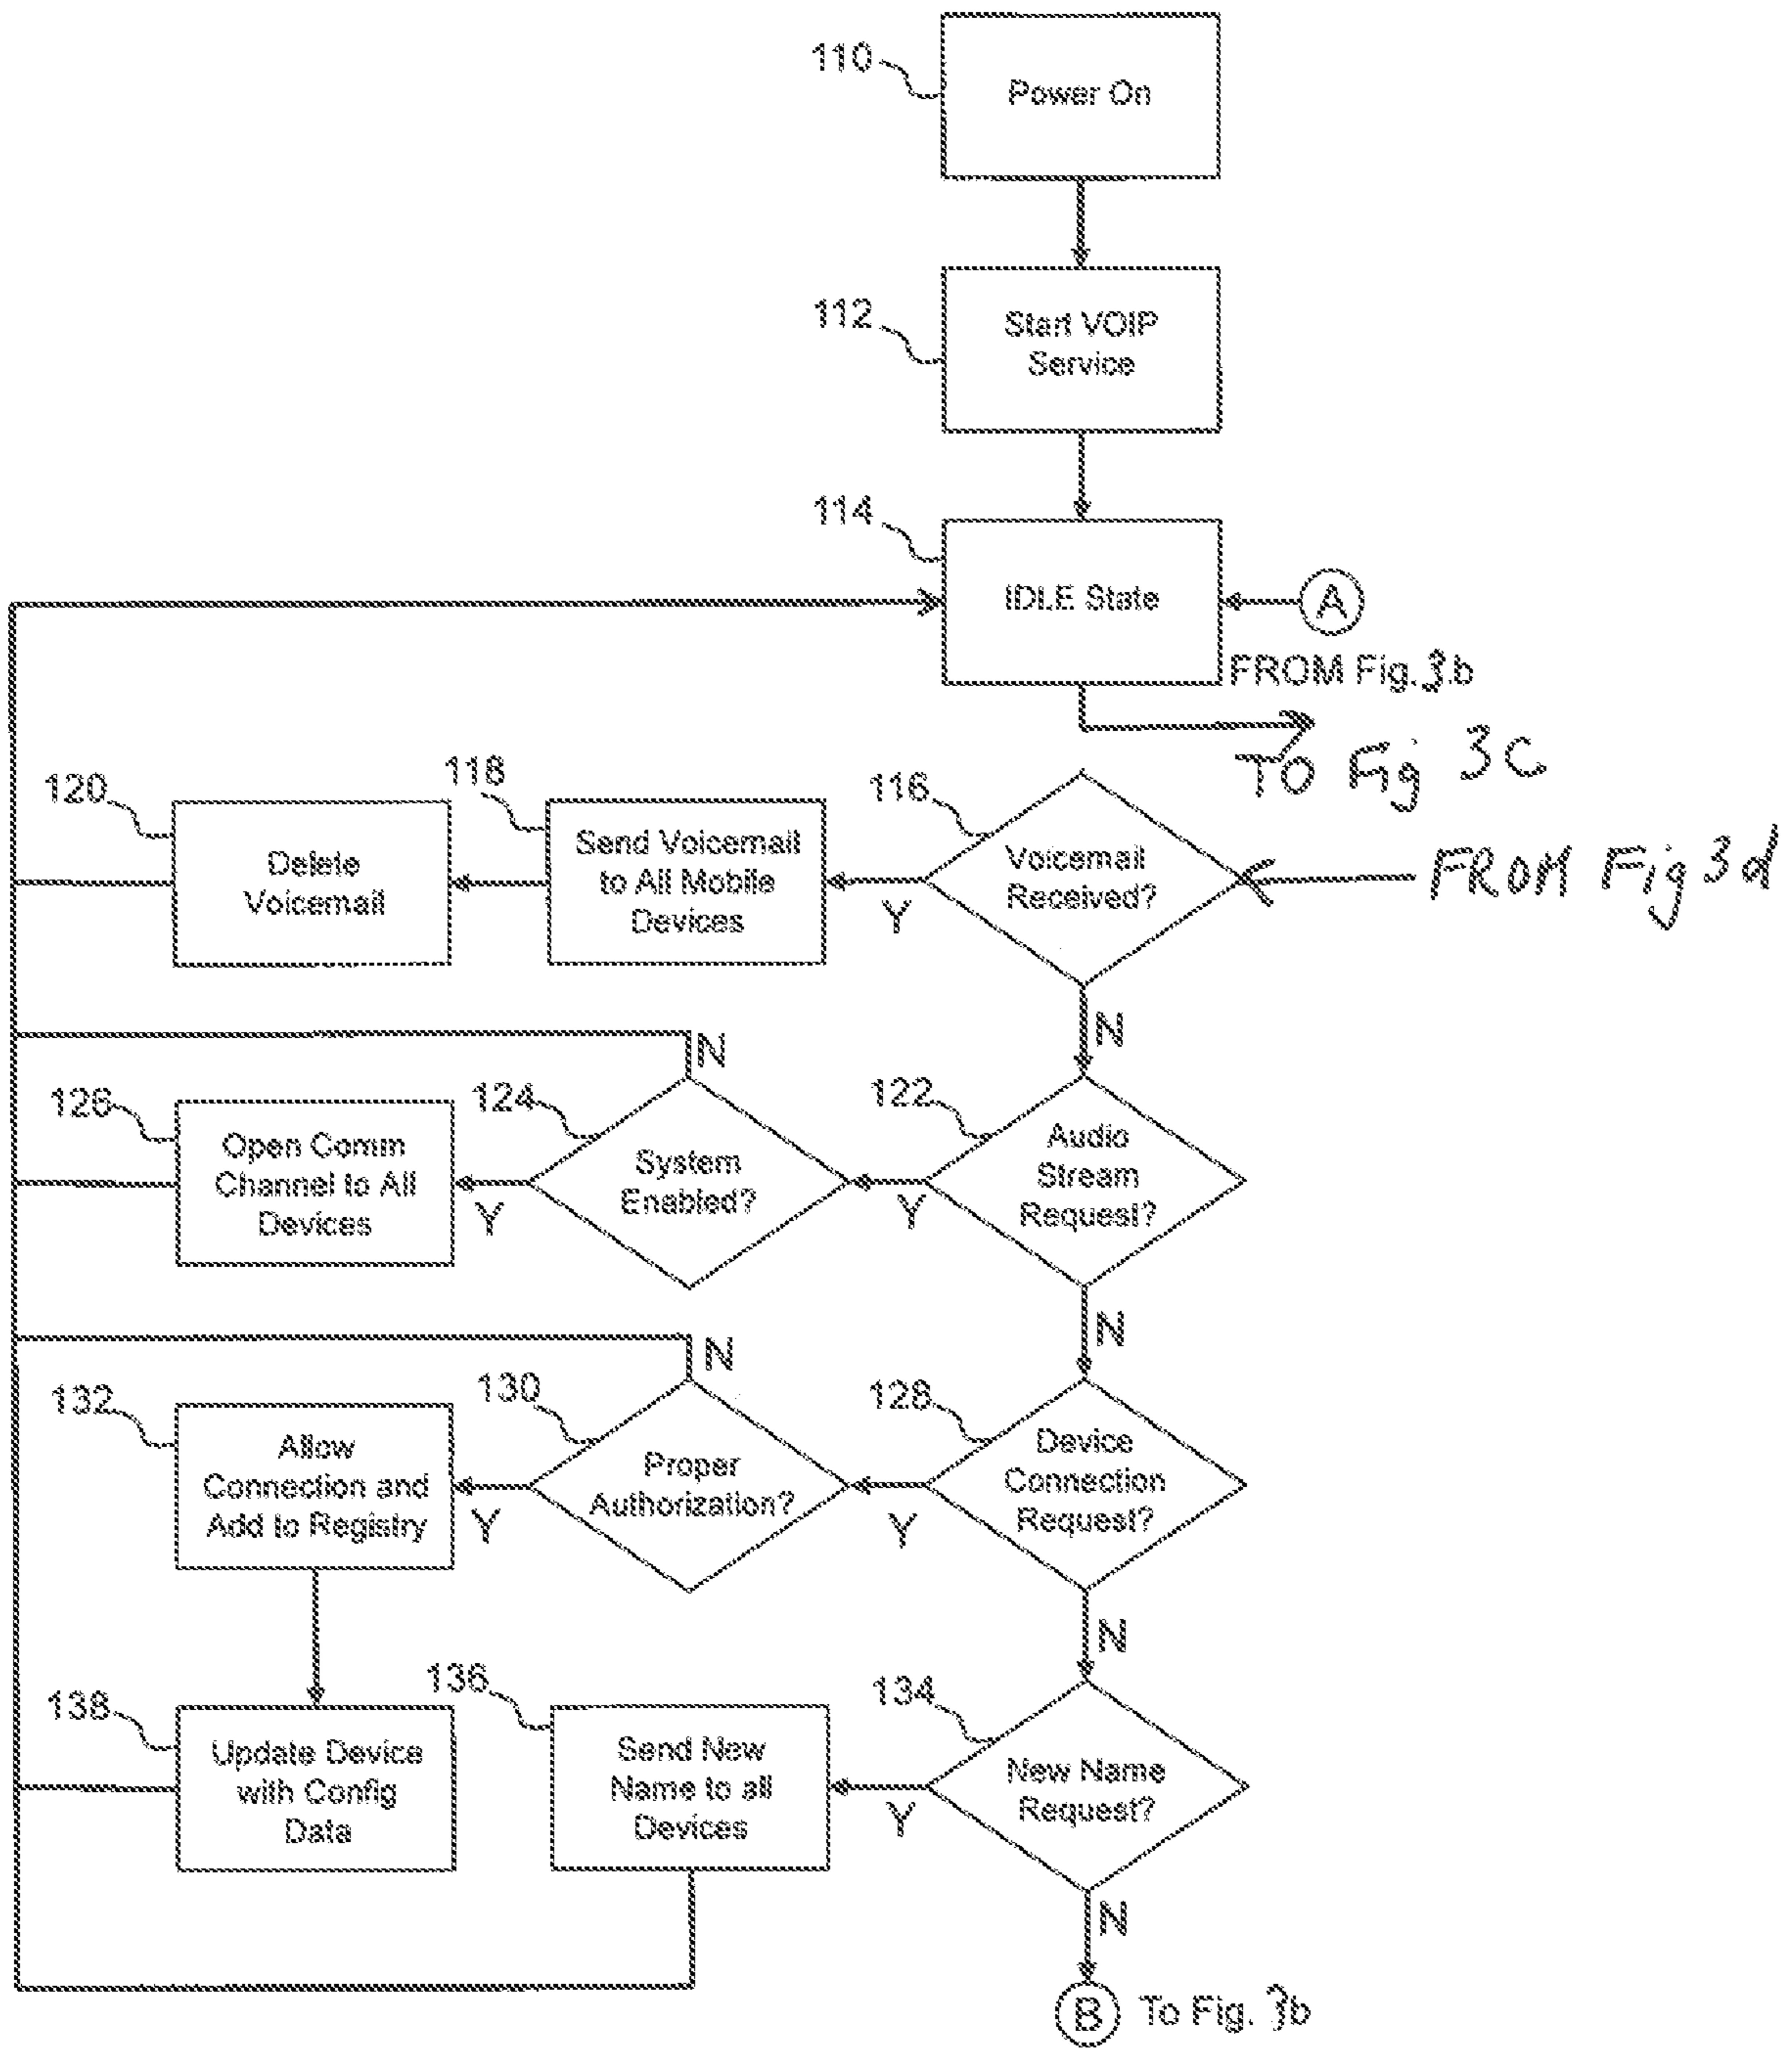 110
Power On
112
Start VOIP
Service
114
IDLE State
A
FROM Fig. 3.b
TO Fig 3C
120
Delete
Voicemail
118
Send Voicemail
to All Mobile
Devices
116
Voicemail
Received?
Y
FROM Fig 3d
N
126
Open Comm
Channel to All
Devices
Y
124
System
Enabled?
N
Y
122
Audio
Stream
Request?
N
132
Allow
Connection and
Add to Registry
Y
130
Proper
Authorization?
N
Y
128
Device
Connection
Request?
N
138
Update Device
with Config
Data
136
Send New
Name to all
Devices
Y
134
New Name
Request?
N
B
To Fig. 3b